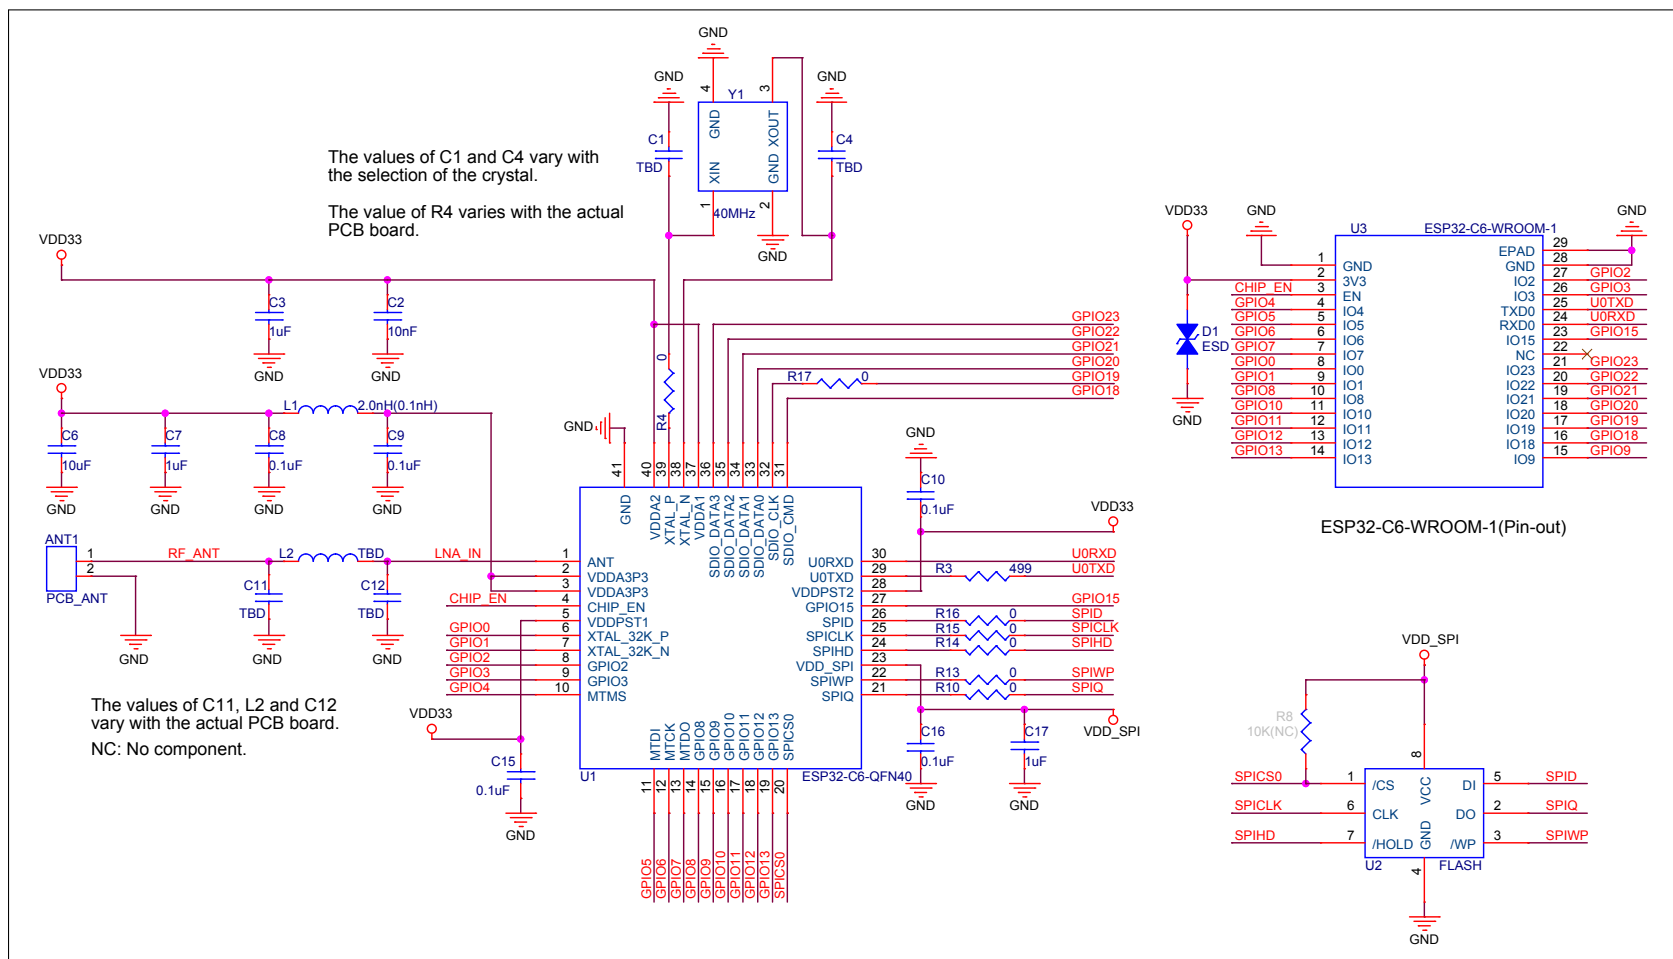 GND
GND
GND
4
3
Y1
GND
XOUT
XIN
GND
1
2
40MHz
GND
C1
TBD
C4
TBD
The values of C1 and C4 vary with
the selection of the crystal.
The value of R4 varies with the actual
PCB board.
VDD33
C3
1uF
GND
C2
10nF
GND
VDD33
L1
2.0nH(0.1nH)
C6
10uF
GND
C7
1uF
GND
C8
0.1uF
GND
C9
0.1uF
GND
0
R4
R17
0
GPIO23
GPIO22
GPIO21
GPIO20
GPIO19
GPIO18
GND
41
40
39
38
37
36
35
34
33
32
31
GND
VDDA2
XTAL_P
XTAL_N
VDDA1
SDIO_DATA3
SDIO_DATA2
SDIO_DATA1
SDIO_DATA0
SDIO_CLK
SDIO_CMD
GND
C10
0.1uF
VDD33
ANT1
1
2
PCB_ANT
RF_ANT
L2
TBD
LNA_IN
C11
TBD
GND
C12
TBD
GND
GND
CHIP_EN
GPIO0
GPIO1
GPIO2
GPIO3
GPIO4
1 ANT
2 VDDA3P3
3 VDDA3P3
4 CHIP_EN
5 VDDPST1
6 XTAL_32K_P
7 XTAL_32K_N
8 GPIO2
9 GPIO3
10 MTMS
U0RXD 30 U0RXD
U0TXD 29 R3 499 U0TXD
VDDPST2 28
GPIO15 27 GPIO15
SPID 26 R16 0 SPID
SPICLK 25 R15 0 SPICLK
SPIHD 24 R14 0 SPIHD
VDD_SPI 23
SPIWP 22 R13 0 SPIWP
SPIQ 21 R10 0 SPIQ
The values of C11, L2 and C12
vary with the actual PCB board.
NC: No component.
VDD33
C15
0.1uF
GND
MTDI
MTCK
MTDO
GPIO8
GPIO9
GPIO10
GPIO11
GPIO12
GPIO13
SPICS0
U1
ESP32-C6-QFN40
11
12
13
14
15
16
17
18
19
20
GPIO5
GPIO6
GPIO7
GPIO8
GPIO9
GPIO10
GPIO11
GPIO12
GPIO13
SPICS0
C16
0.1uF
GND
C17
1uF
GND
VDD_SPI
VDD33
GND
GND
D1
ESD
GND
U3
ESP32-C6-WROOM-1
1 GND
2 3V3
CHIP_EN 3 EN
GPIO4 4 IO4
GPIO5 5 IO5
GPIO6 6 IO6
GPIO7 7 IO7
GPIO0 8 IO0
GPIO1 9 IO1
GPIO8 10 IO8
GPIO10 11 IO10
GPIO11 12 IO11
GPIO12 13 IO12
GPIO13 14 IO13
EPAD 29
GND 28
IO2 27 GPIO2
IO3 26 GPIO3
TXD0 25 U0TXD
RXD0 24 U0RXD
IO15 23 GPIO15
NC 22
IO23 21 GPIO23
IO22 20 GPIO22
IO21 19 GPIO21
IO20 18 GPIO20
IO19 17 GPIO19
IO18 16 GPIO18
IO9 15 GPIO9
ESP32-C6-WROOM-1(Pin-out)
VDD_SPI
R8
10K(NC)
8
SPICS0 1 /CS
SPICLK 6 CLK
SPIHD 7 /HOLD
VCC
GND
DI 5 SPID
DO 2 SPIQ
/WP 3 SPIWP
U2
FLASH
4
GND